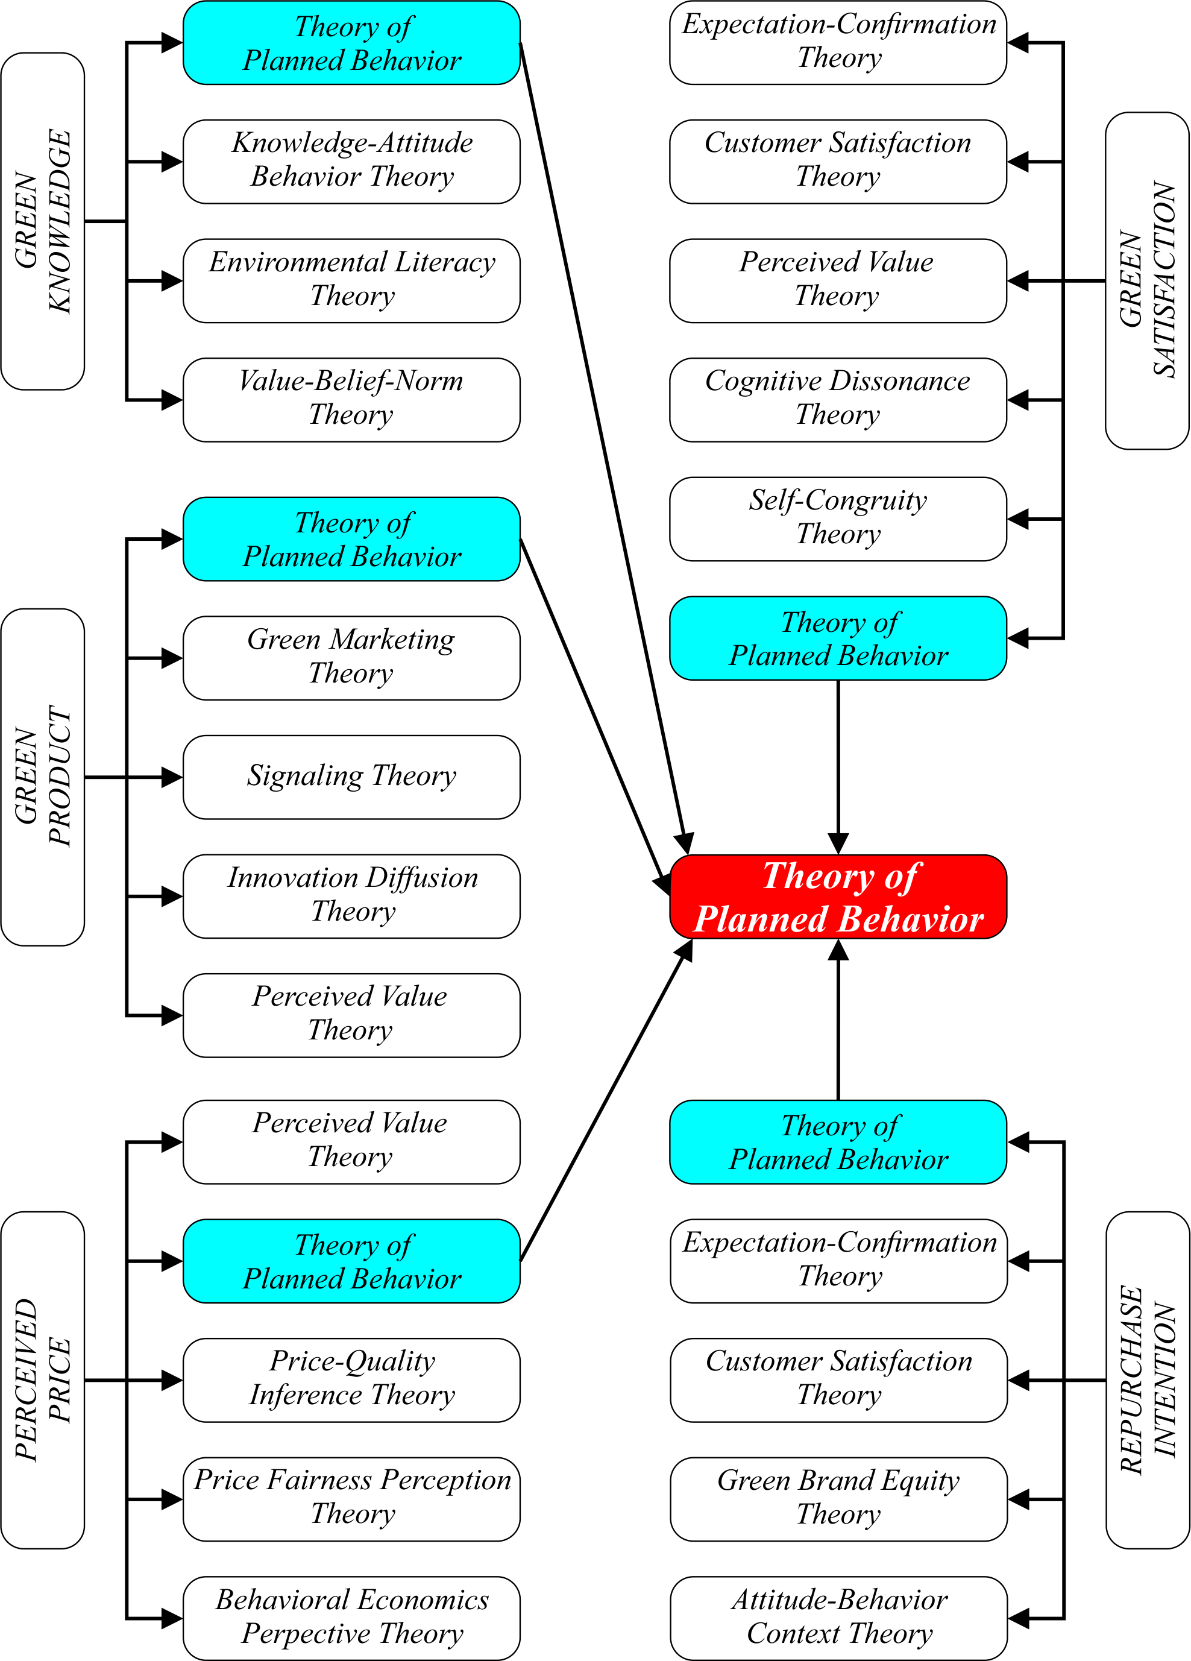 GREEN
KNOWLEDGE
Theory of
Planned Behavior
Knowledge-Attitude
Behavior Theory
Environmental Literacy
Theory
Value-Belief-Norm
Theory
GREEN
PRODUCT
Theory of
Planned Behavior
Green Marketing
Theory
Signaling Theory
Innovation Diffusion
Theory
Perceived Value
Theory
PERCEIVED
PRICE
Perceived Value
Theory
Theory of
Planned Behavior
Price-Quality
Inference Theory
Price Fairness Perception
Theory
Behavioral Economics
Perpective Theory
Expectation-Confirmation
Theory
Customer Satisfaction
Theory
Perceived Value
Theory
Cognitive Dissonance
Theory
Self-Congruity
Theory
Theory of
Planned Behavior
GREEN
SATISFACTION
Theory of
Planned Behavior
Theory of
Planned Behavior
Expectation-Confirmation
Theory
Customer Satisfaction
Theory
Green Brand Equity
Theory
Attitude-Behavior
Context Theory
REPURCHASE
INTENTION